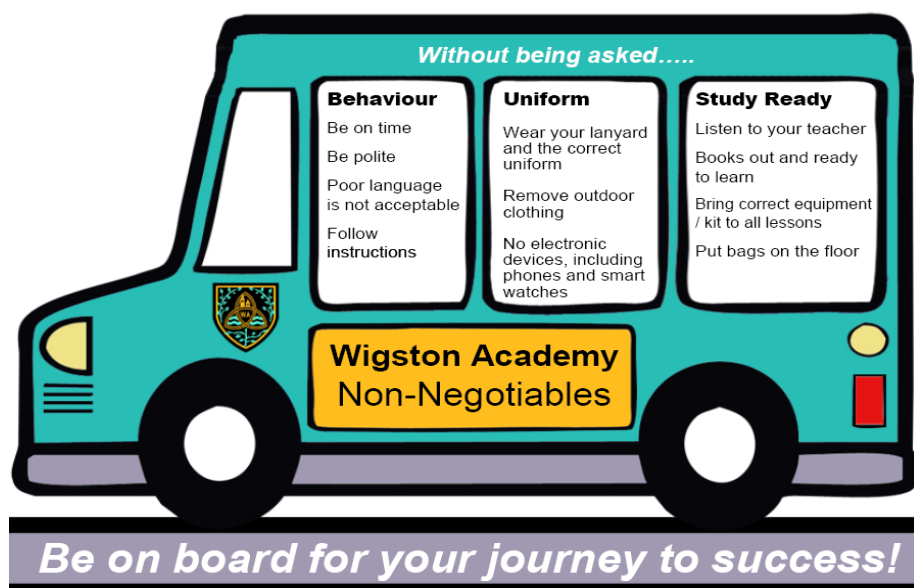 Without being asked.....
Behaviour
Be on time
Be polite
Poor language
is not acceptable
Follow
instructions
Uniform
Wear your lanyard
and the correct
uniform
Remove outdoor
clothing
No electronic
devices, including
phones and smart
watches
Study Ready
Listen to your teacher
Books out and ready
to learn
Bring correct equipment
/ kit to all lessons
Put bags on the floor
WA
Wigston Academy
Non-Negotiables
Be on board for your journey to success!